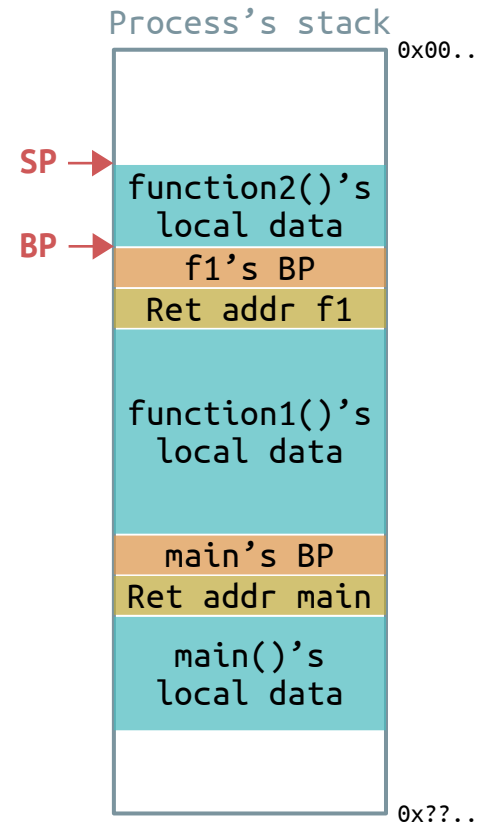 Process’s stack
0x00..
SP
function2()’s
local data
BP
f1’s BP
Ret addr f1
function1()’s
local data
main’s BP
Ret addr main
main()’s
local data
0x??..